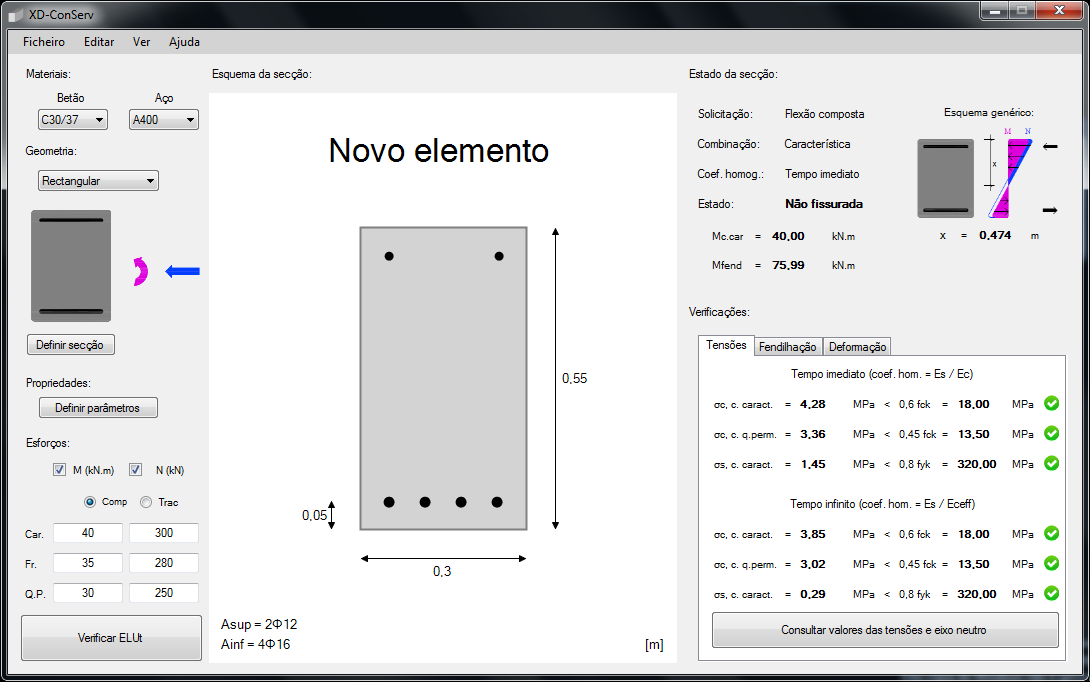 XD-ConServ
Ficheiro Editar Ver Ajuda
Materiais:
Betão Aço
C30/37 A400
Geometria:
Rectangular
Definir secção
Propriedades:
Definir parâmetros
Esforços:
M (kN.m) N (kN)
Comp Trac
Car. 40 300
Fr. 35 280
Q.P. 30 250
Verificar ELUt
Esquema da secção:
Novo elemento
0,55
0,05
0,3
Asup = 2Φ12
Ainf = 4Φ16
[m]
Estado da secção:
Solicitação: Flexão composta
Combinação: Característica
Coef. homog.: Tempo imediato
Estado: Não fissurada
Mc.car = 40,00 kN.m
Mfend = 75,99 kN.m
Esquema genérico:
M N
x
x = 0,474 m
Verificações:
Tensões Fendilhação Deformação
Tempo imediato (coef. hom. = Es / Ec)
σc, c. caract. = 4,28 MPa < 0,6 fck = 18,00 MPa
σc, c. q.perm. = 3,36 MPa < 0,45 fck = 13,50 MPa
σs, c. caract. = 1,45 MPa < 0,8 fyk = 320,00 MPa
Tempo infinito (coef. hom. = Es / Eceff)
σc, c. caract. = 3,85 MPa < 0,6 fck = 18,00 MPa
σc, c. q.perm. = 3,02 MPa < 0,45 fck = 13,50 MPa
σs, c. caract. = 0,29 MPa < 0,8 fyk = 320,00 MPa
Consultar valores das tensões e eixo neutro